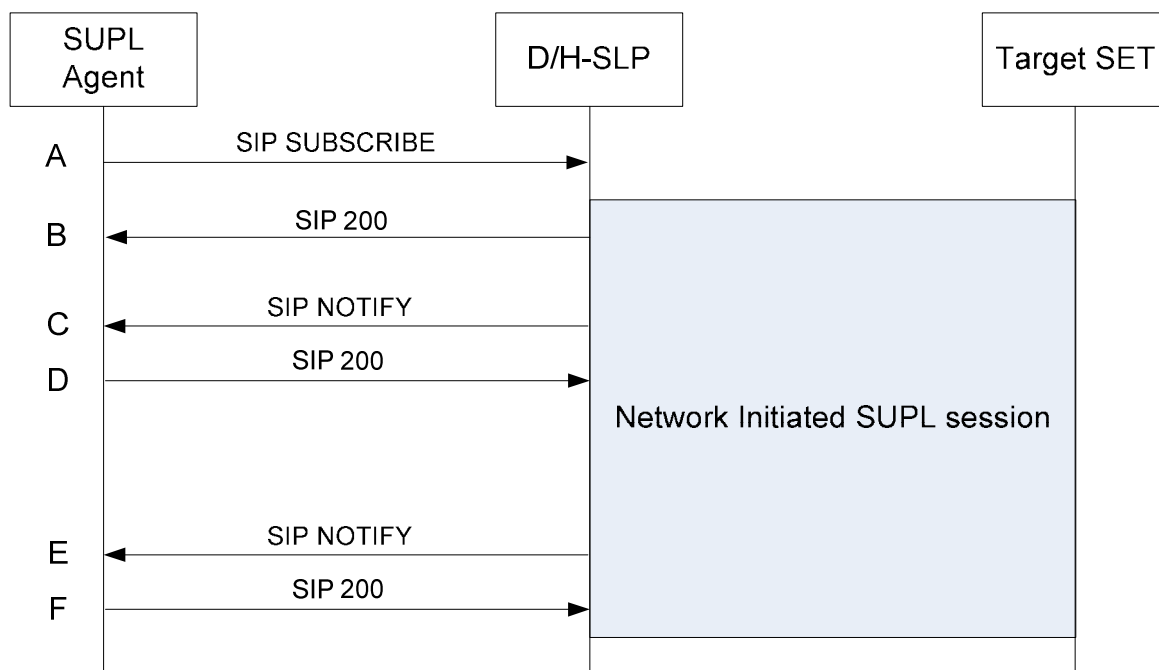 SUPL
Agent
D/H-SLP
Target SET
A
SIP SUBSCRIBE
B
SIP 200
C
SIP NOTIFY
D
SIP 200
Network Initiated SUPL session
E
SIP NOTIFY
F
SIP 200